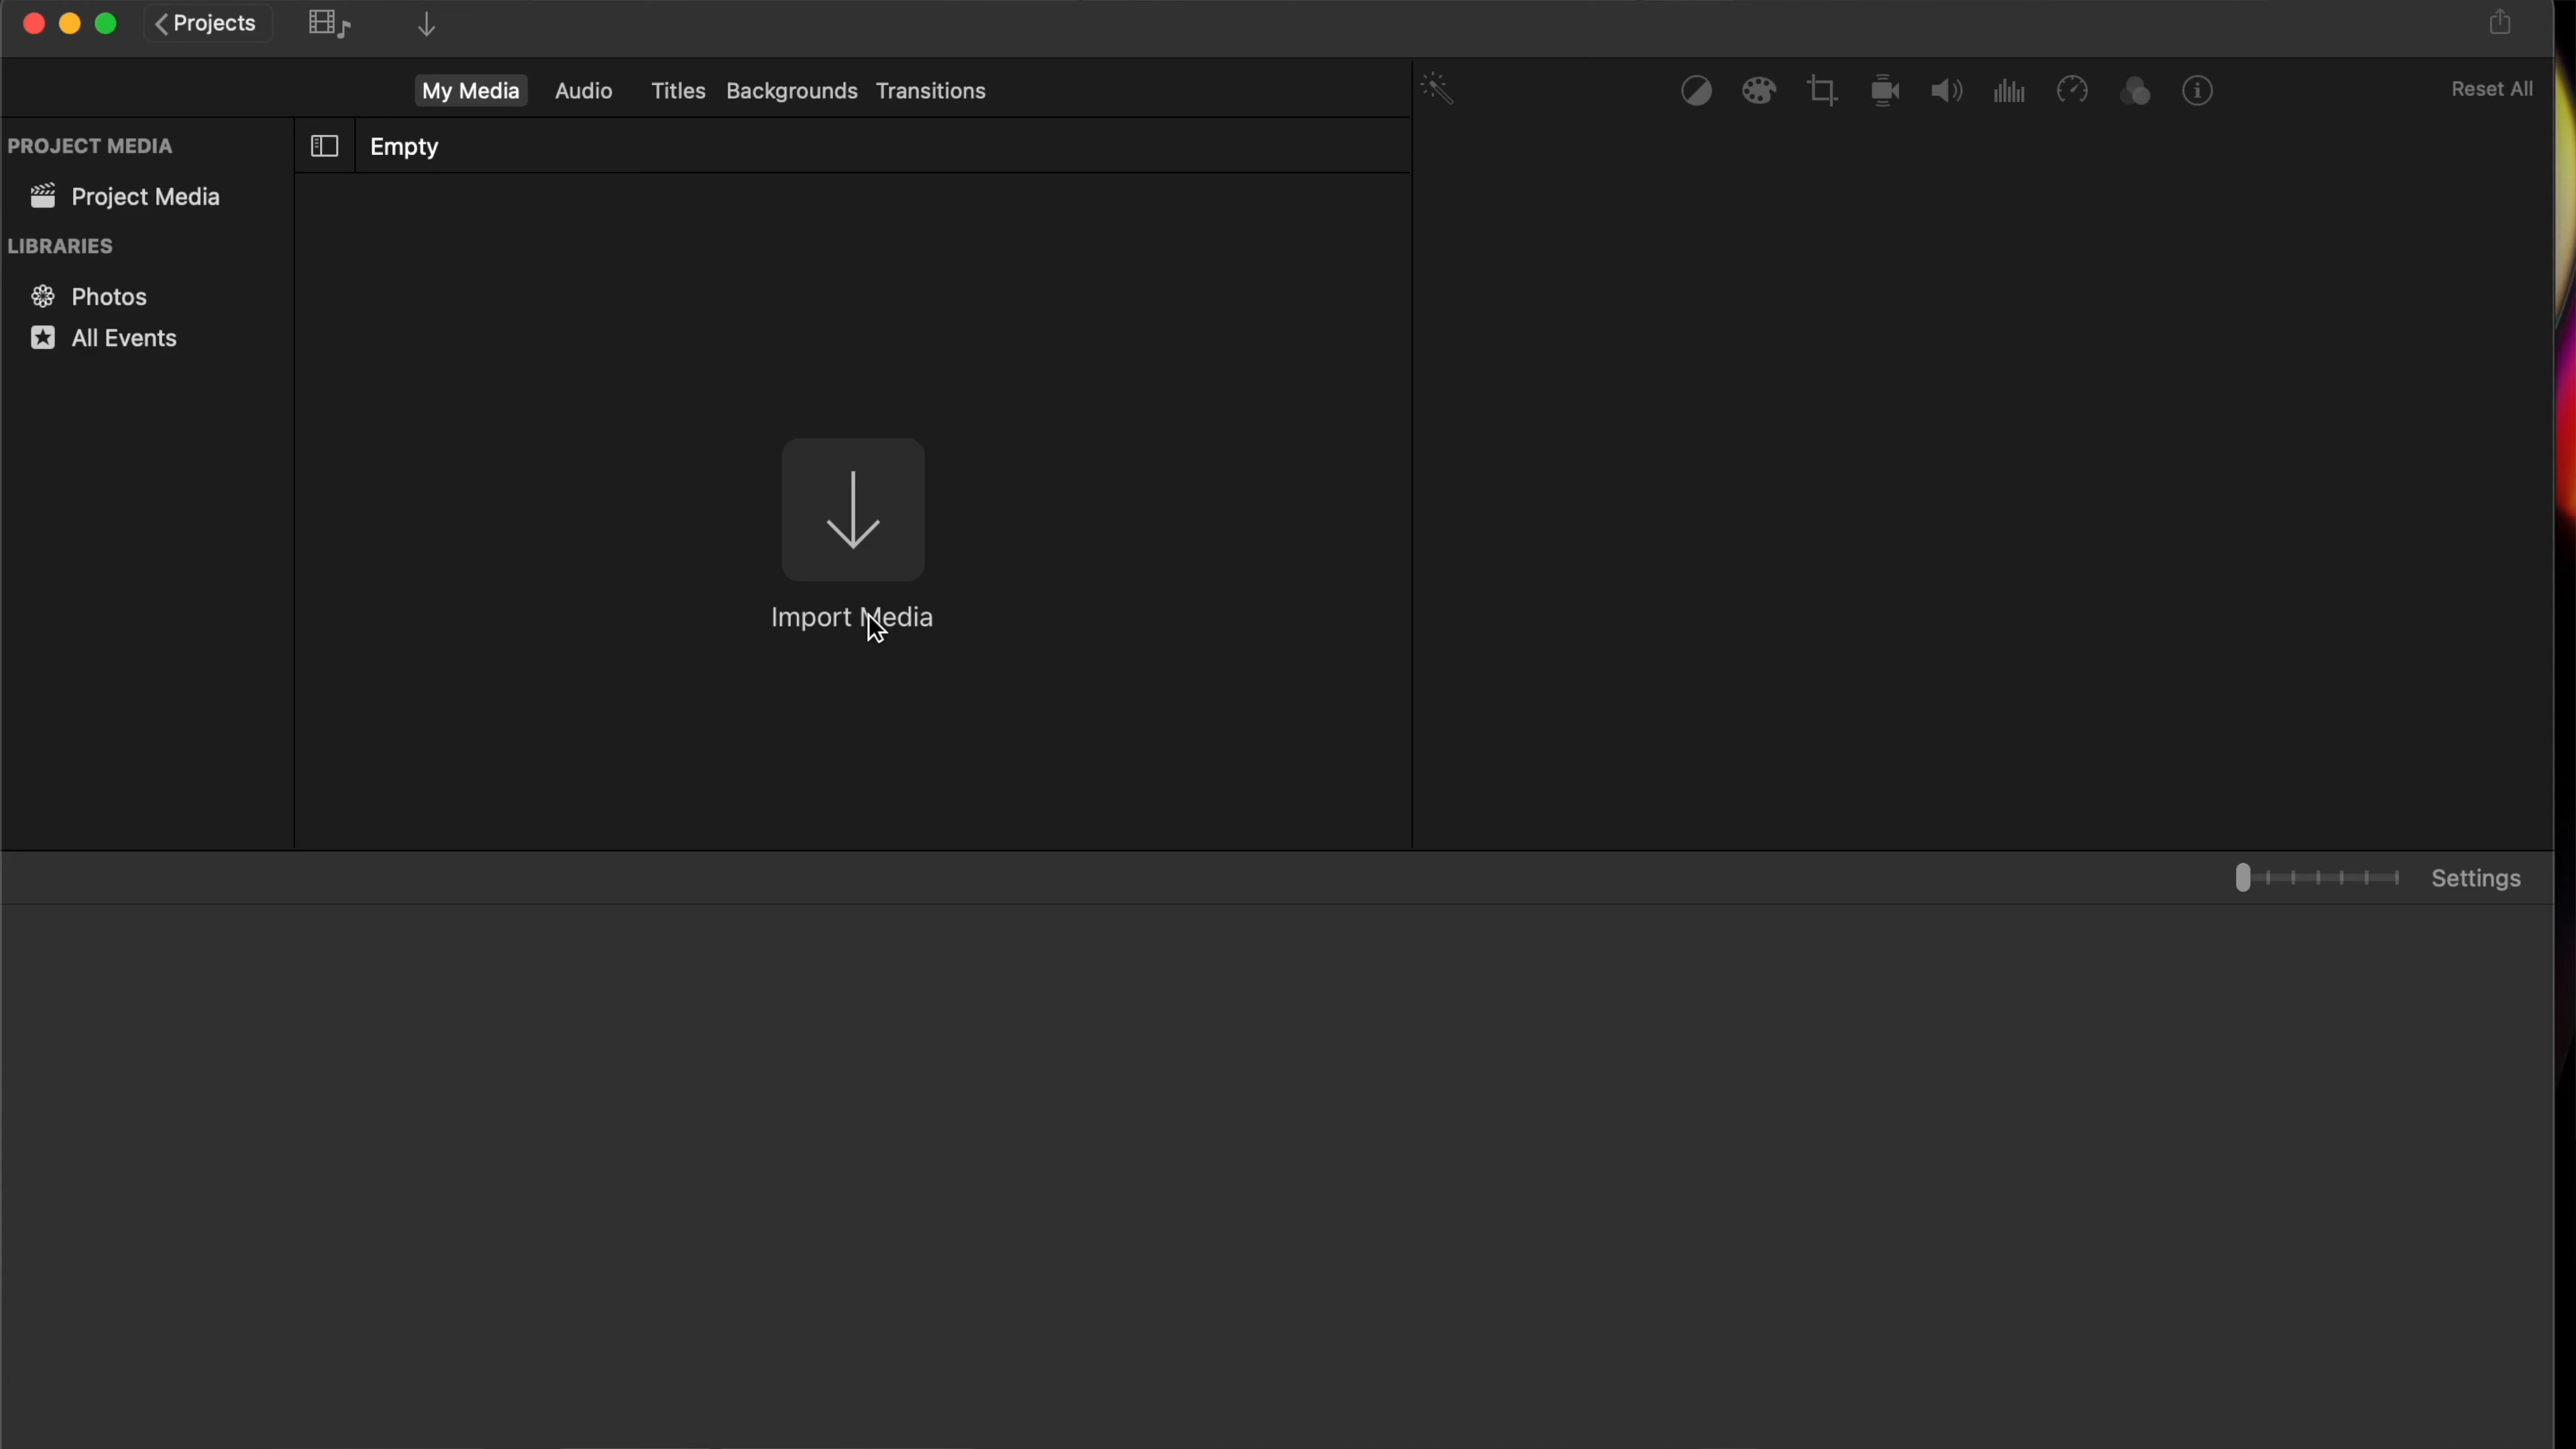 Projects
My Media Audio Titles Backgrounds Transitions Reset All
PROJECT MEDIA
Empty
Project Media
LIBRARIES
Photos
All Events
Import Media
Settings